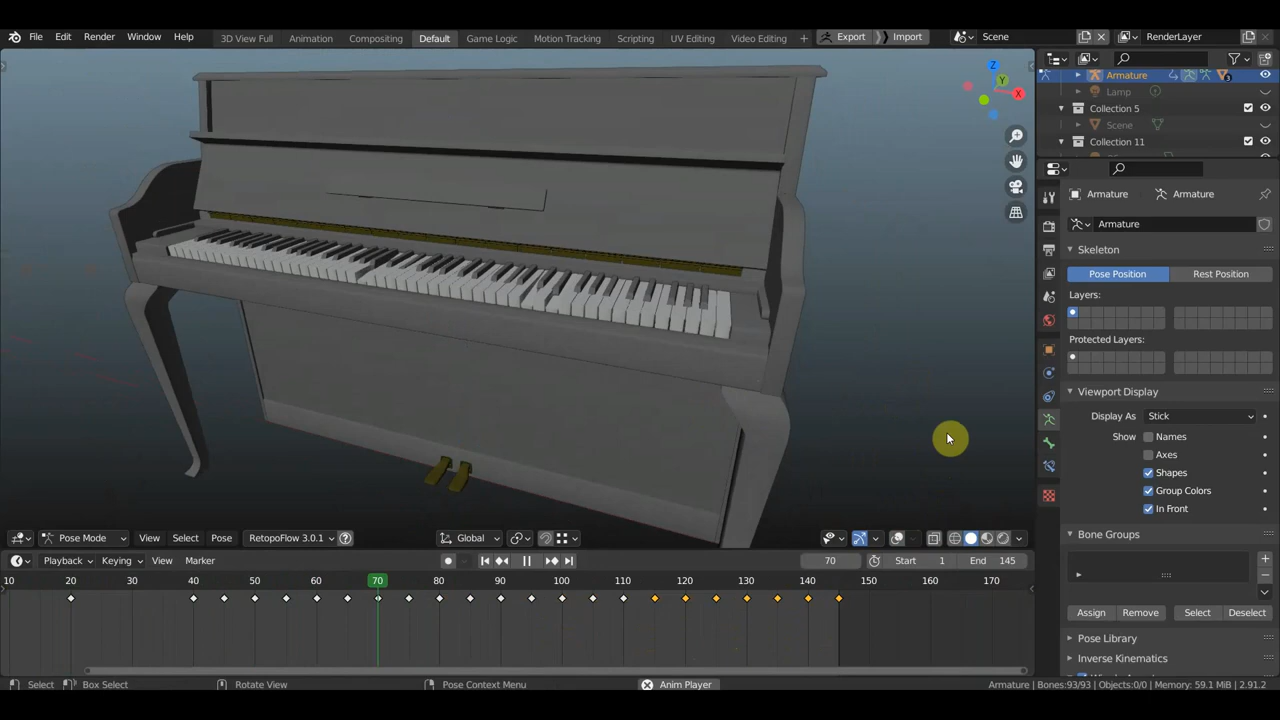 File Edit Render Window Help 3D View Full Animation Compositing Default Game Logic Motion Tracking Scripting UV Editing Video Editing + Export Import Scene RenderLayer
Armature
Lamp
Collection 5
Scene
Collection 11
Z
Y
X
Armature Armature
Armature
Skeleton
Pose Position Rest Position
Layers:
Protected Layers:
Viewport Display
Display As Stick
Show Names
Axes
Shapes
Group Colors
In Front
Bone Groups
Assign Remove Select Deselect
Pose Library
Inverse Kinematics
Pose Mode View Select Pose RetopoFlow 3.0.1 Global
Playback Keying View Marker 70 Start 1 End 145
10 20 30 40 50 60 70 80 90 100 110 120 130 140 150 160 170
Select Box Select Rotate View Pose Context Menu Anim Player Armature | Bones:93/93 | Objects:0/0 | Memory: 59.1 MiB | 2.91.2